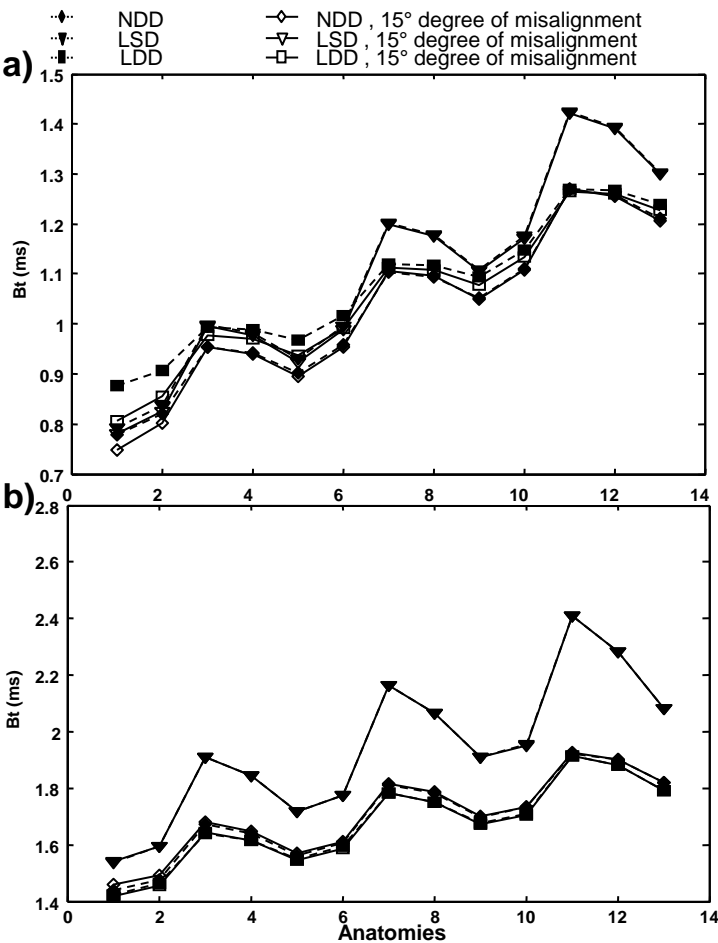 NDD NDD , 15° degree of misalignment
LSD LSD , 15° degree of misalignment
LDD LDD , 15° degree of misalignment
a)
1.5
1.4
1.3
1.2
1.1
1
0.9
0.8
0.7
Bt (ms)
0 2 4 6 8 10 12 14
b)
2.8
2.6
2.4
2.2
2
1.8
1.6
1.4
Bt (ms)
0 2 4 6 8 10 12 14
Anatomies